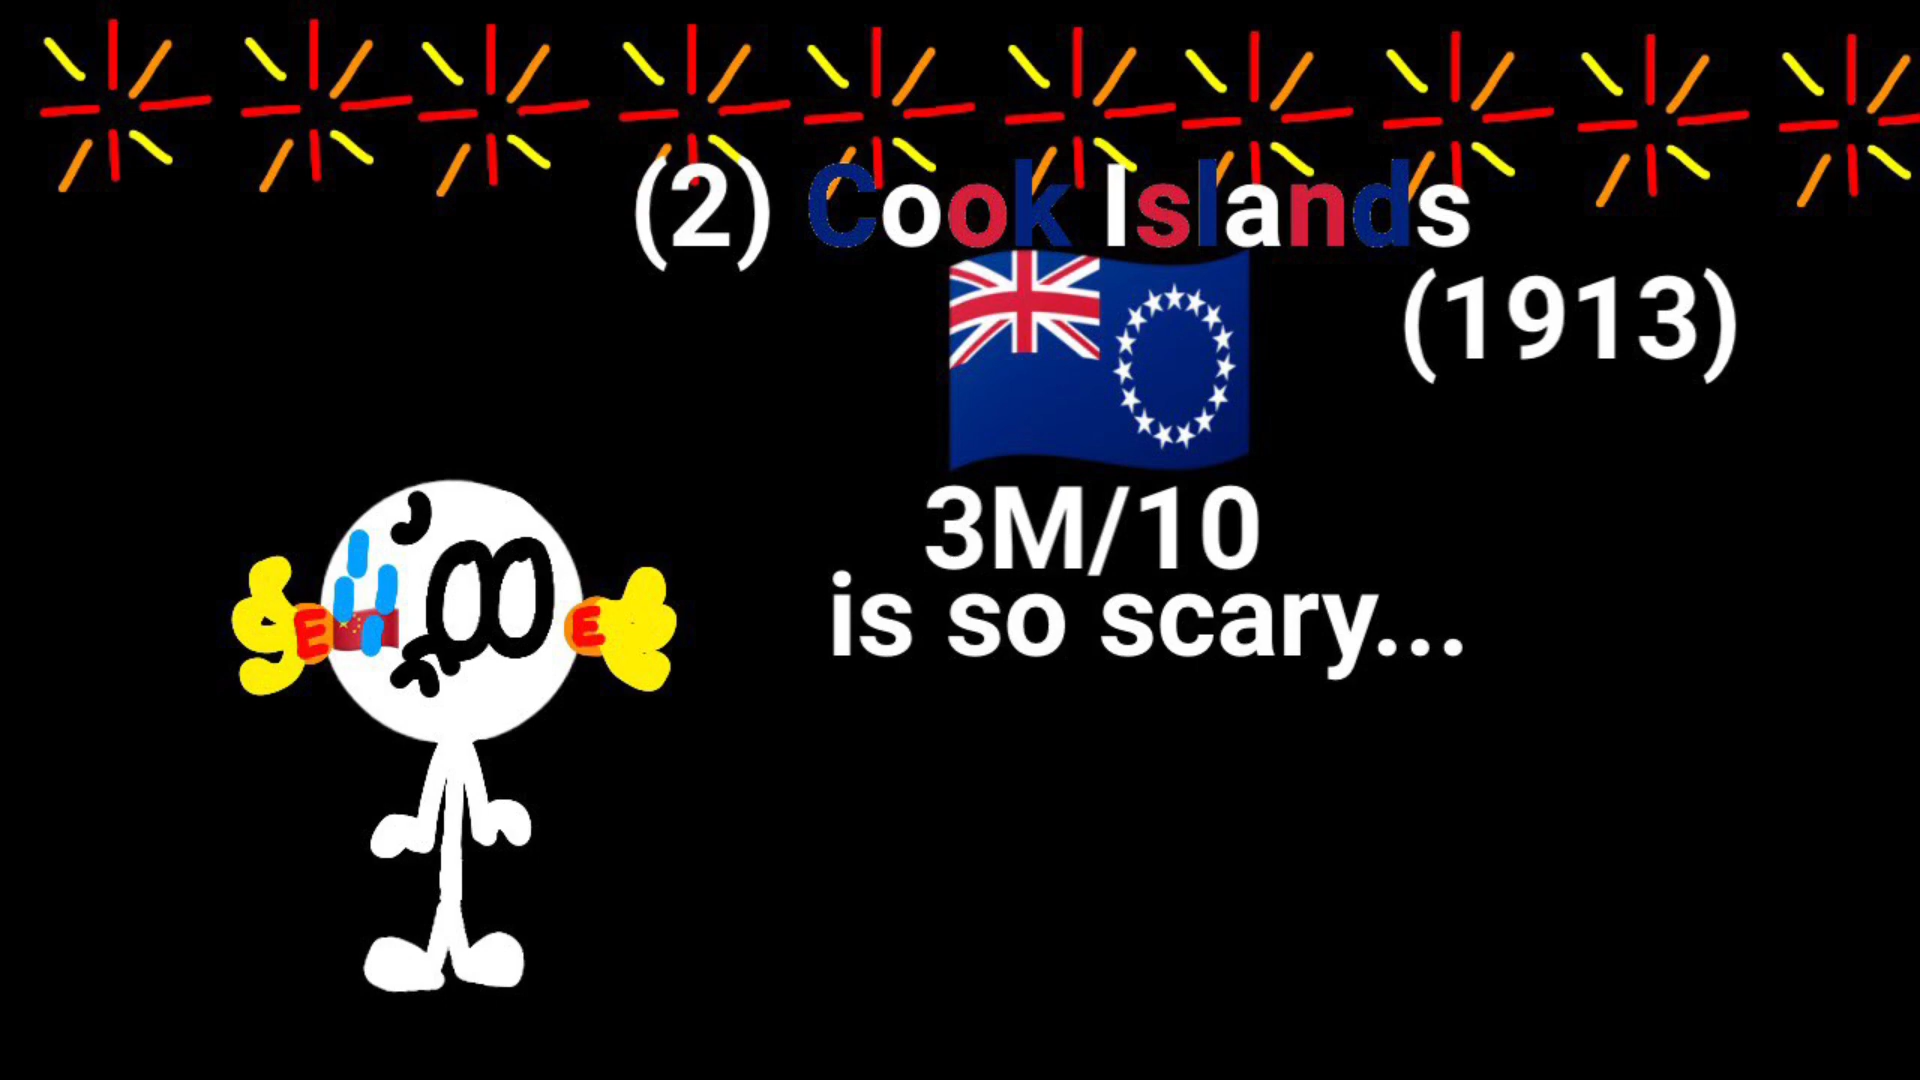 (2) Cook Islands
(1913)
3M/10
is so scary...
E
E